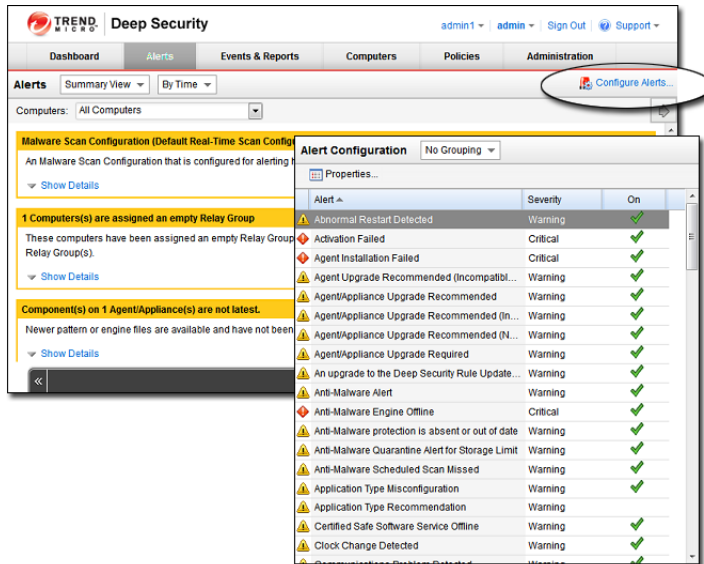 TREND MICRO Deep Security
admin1 admin Sign Out Support
Dashboard Alerts Events & Reports Computers Policies Administration
Alerts Summary View By Time Configure Alerts...
Computers: All Computers
Malware Scan Configuration (Default Real-Time Scan
An Malware Scan Configuration that is configured for alerting
Show Details
1 Computers(s) are assigned an empty Relay Group
These computers have been assigned an empty Relay Group
Relay Group(s).
Show Details
Component(s) on 1 Agent/Appliance(s) are not latest.
Newer pattern or engine files are available and have not been
Show Details
«
Alert Configuration No Grouping
Properties...
Alert Severity On
Abnormal Restart Detected Warning
Activation Failed Critical
Agent Installation Failed Critical
Agent Upgrade Recommended (Incompatibl... Warning
Agent/Appliance Upgrade Recommended Warning
Agent/Appliance Upgrade Recommended (In... Warning
Agent/Appliance Upgrade Recommended (N... Warning
Agent/Appliance Upgrade Required Warning
An upgrade to the Deep Security Rule Update... Warning
Anti-Malware Alert Warning
Anti-Malware Engine Offline Critical
Anti-Malware protection is absent or out of date Warning
Anti-Malware Quarantine Alert for Storage Limit Warning
Anti-Malware Scheduled Scan Missed Warning
Application Type Misconfiguration Warning
Application Type Recommendation Warning
Certified Safe Software Service Offline Warning
Clock Change Detected Warning